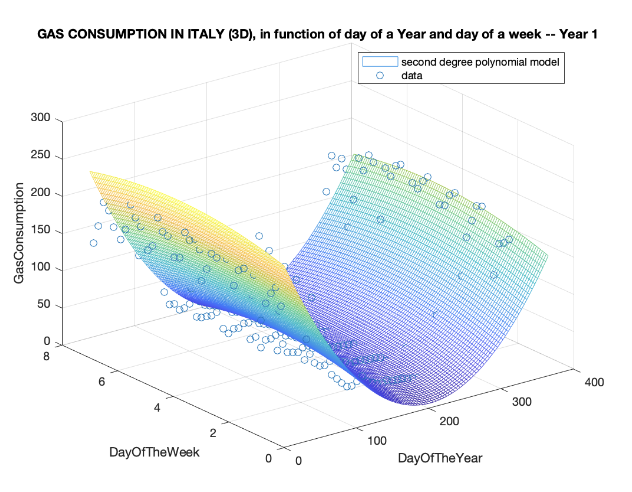 GAS CONSUMPTION IN ITALY (3D), in function of day of a Year and day of a week -- Year 1
second degree polynomial model
data
300
250
200
150
100
50
0
GasConsumption
8
6
4
2
0
DayOfTheWeek
0
100
200
300
400
DayOfTheYear